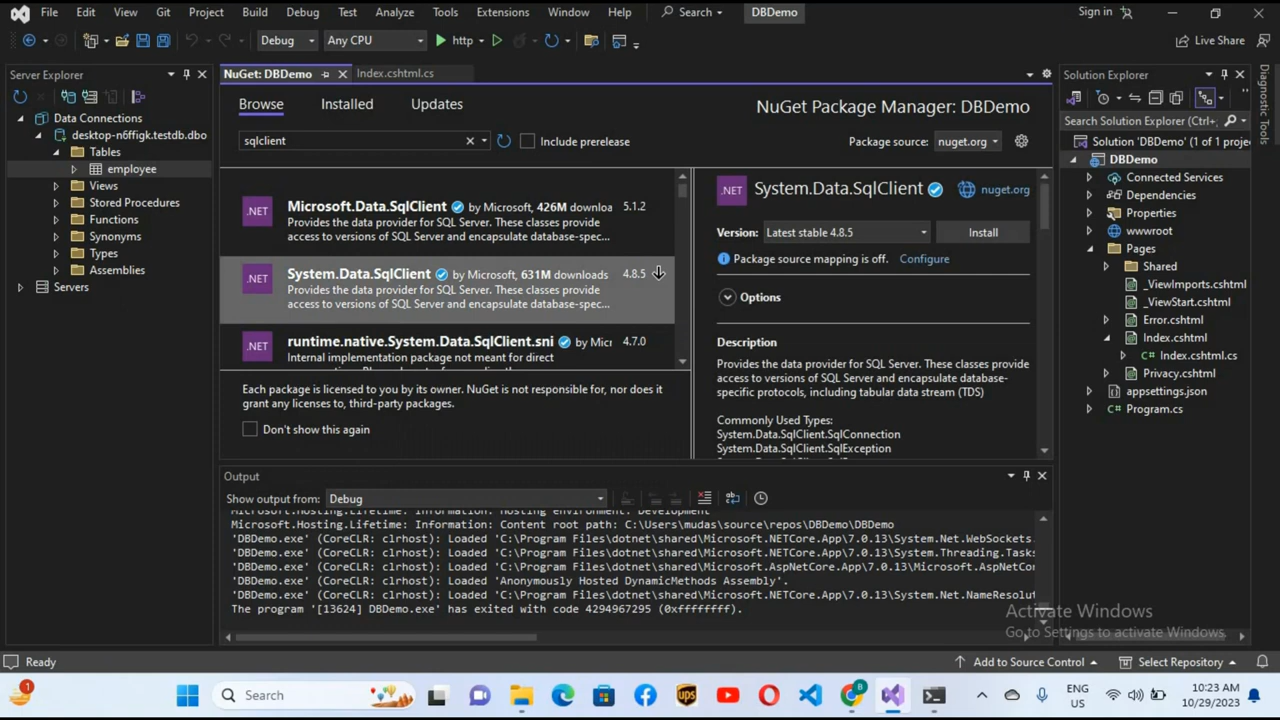 File Edit View Git Project Build Debug Test Analyze Tools Extensions Window Help Search DBDemo Sign in
Debug Any CPU http Live Share
Server Explorer
Data Connections
desktop-n6ffigk.testdb.dbo
Tables
employee
Views
Stored Procedures
Functions
Synonyms
Types
Assemblies
Servers
NuGet: DBDemo Index.cshtml.cs
Browse Installed Updates
NuGet Package Manager: DBDemo
sqlclient
Include prerelease
Package source: nuget.org
.NET Microsoft.Data.SqlClient by Microsoft, 426M downloa 5.1.2
Provides the data provider for SQL Server. These classes provide
access to versions of SQL Server and encapsulate database-spec...
.NET System.Data.SqlClient by Microsoft, 631M downloads 4.8.5
Provides the data provider for SQL Server. These classes provide
access to versions of SQL Server and encapsulate database-spec...
.NET runtime.native.System.Data.SqlClient.sni by Micr 4.7.0
Internal implementation package not meant for direct
Each package is licensed to you by its owner. NuGet is not responsible for, nor does it
grant any licenses to, third-party packages.
Don't show this again
.NET System.Data.SqlClient nuget.org
Version: Latest stable 4.8.5 Install
Package source mapping is off. Configure
Options
Description
Provides the data provider for SQL Server. These classes provide
access to versions of SQL Server and encapsulate database-
specific protocols, including tabular data stream (TDS)
Commonly Used Types:
System.Data.SqlClient.SqlConnection
System.Data.SqlClient.SqlException
Solution Explorer
Search Solution Explorer (Ctrl+
Solution 'DBDemo' (1 of 1 proj
DBDemo
Connected Services
Dependencies
Properties
wwwroot
Pages
Shared
_ViewImports.cshtml
_ViewStart.cshtml
Error.cshtml
Index.cshtml
Index.cshtml.cs
Privacy.cshtml
appsettings.json
Program.cs
Diagnostic Tools
Output
Show output from: Debug
Microsoft.Hosting.Lifetime: Information: Hosting environment: Development
Microsoft.Hosting.Lifetime: Information: Content root path: C:\Users\mudas\source\repos\DBDemo\DBDemo
'DBDemo.exe' (CoreCLR: clrhost): Loaded 'C:\Program Files\dotnet\shared\Microsoft.NETCore.App\7.0.13\System.Net.WebSockets.
'DBDemo.exe' (CoreCLR: clrhost): Loaded 'C:\Program Files\dotnet\shared\Microsoft.NETCore.App\7.0.13\System.Threading.Tasks
'DBDemo.exe' (CoreCLR: clrhost): Loaded 'C:\Program Files\dotnet\shared\Microsoft.AspNetCore.App\7.0.13\Microsoft.AspNetCor
'DBDemo.exe' (CoreCLR: clrhost): Loaded 'Anonymously Hosted DynamicMethods Assembly'.
'DBDemo.exe' (CoreCLR: clrhost): Loaded 'C:\Program Files\dotnet\shared\Microsoft.NETCore.App\7.0.13\System.NameResolut
The program '[13624] DBDemo.exe' has exited with code 4294967295 (0xffffffff).
Activate Windows
Go to Settings to activate Windows.
Ready Add to Source Control Select Repository
1 Search ups B ENG 10:23 AM
US 10/29/2023